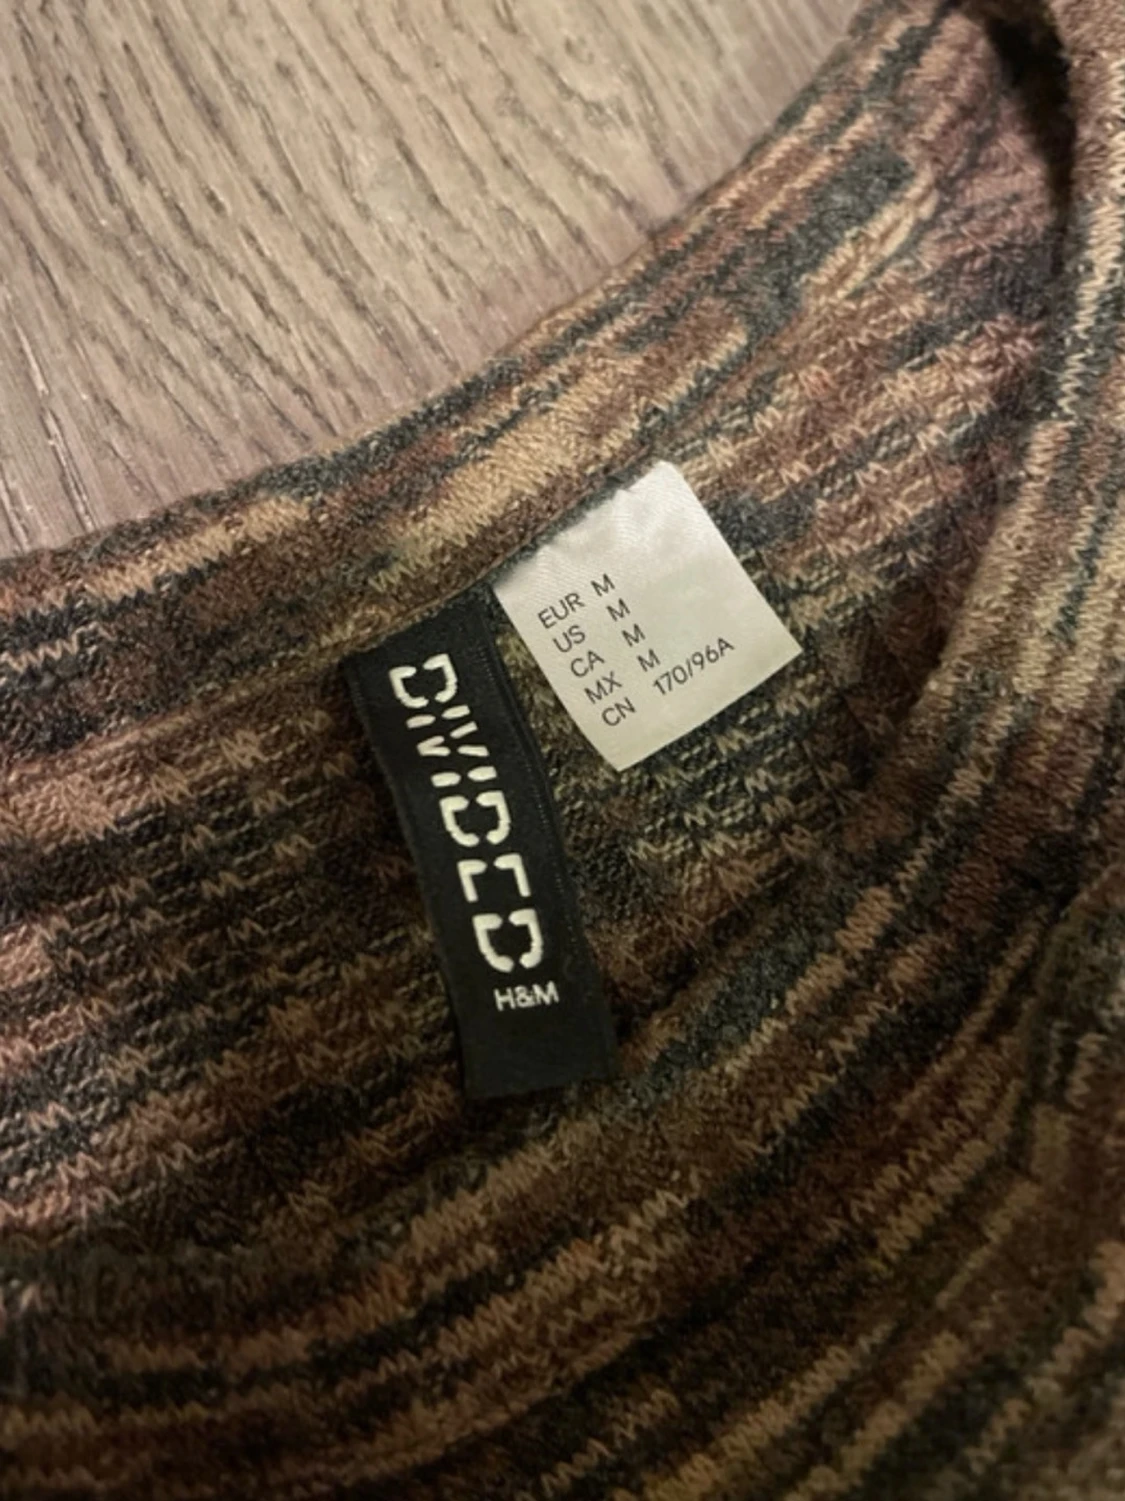 EUR M
US M
CA M
MX M
CN 170/96A
DIVIDED
H&M